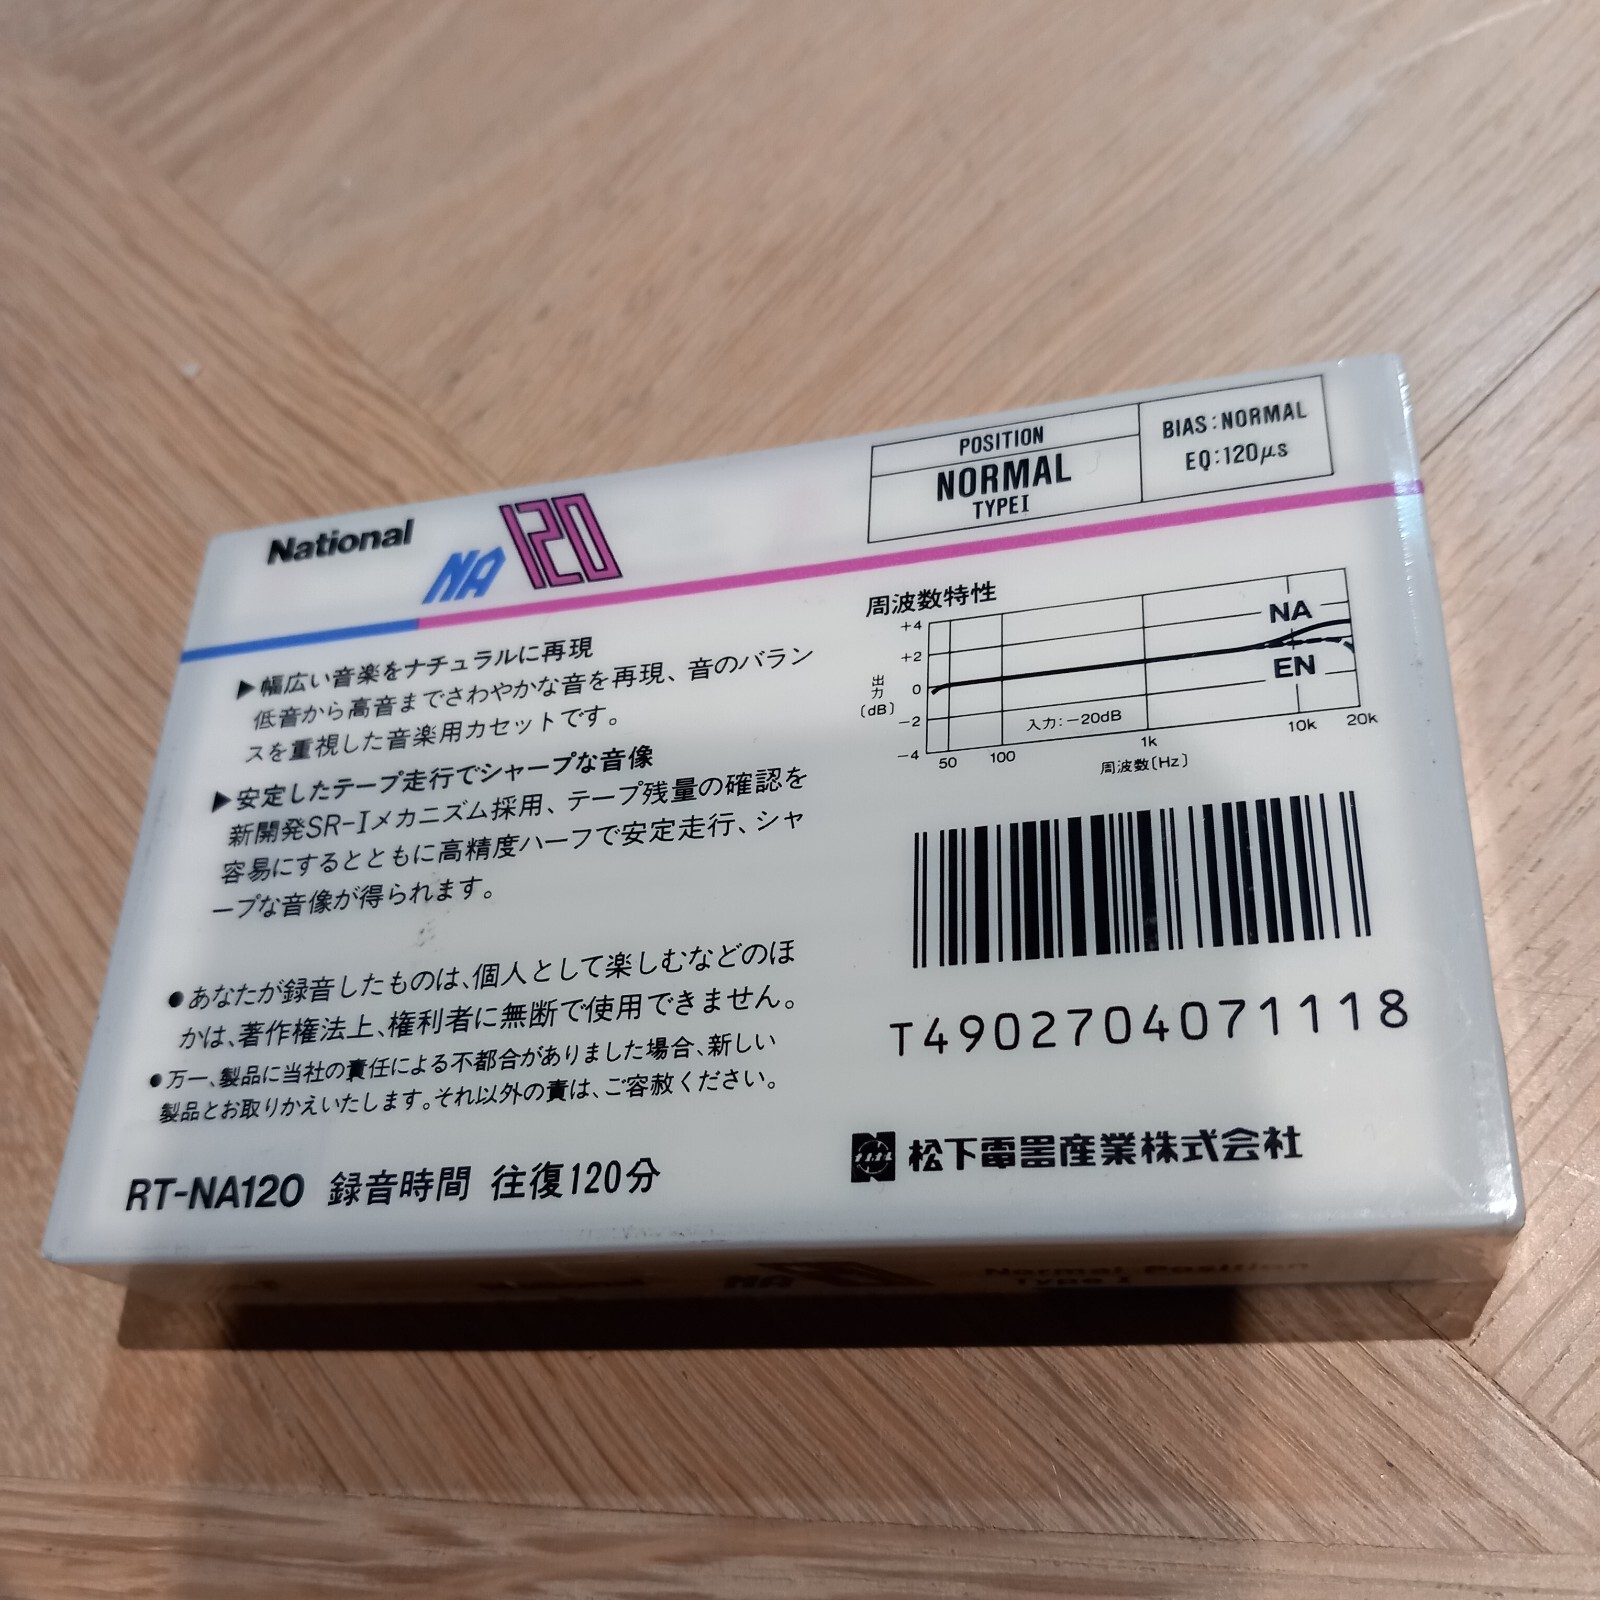 National
NA 120
POSITION
NORMAL
TYPE I
BIAS:NORMAL
EQ:120μs
▶幅広い音楽をナチュラルに再現
低音から高音までさわやかな音を再現、音のバラン
スを重視した音楽用カセットです。
▶安定したテープ走行でシャープな音像
新開発SR-Iメカニズム採用、テープ残量の確認を
容易にするとともに高精度ハーフで安定走行、シャ
ープな音像が得られます。
●あなたが録音したものは、個人として楽しむなどのほ
かは、著作権法上、権利者に無断で使用できません。
●万一、製品に当社の責任による不都合がありました場合、新しい
製品とお取りかえいたします。それ以外の責は、ご容赦ください。
RT-NA120 録音時間 往復120分
周波数特性
+4
+2
0
-2
-4
出力
(dB)
NA
EN
入力:-20dB
50 100 1k 10k 20k
周波数(Hz)
T4902704071118
松下電器産業株式会社
National NA 120 Normal Position
Type I